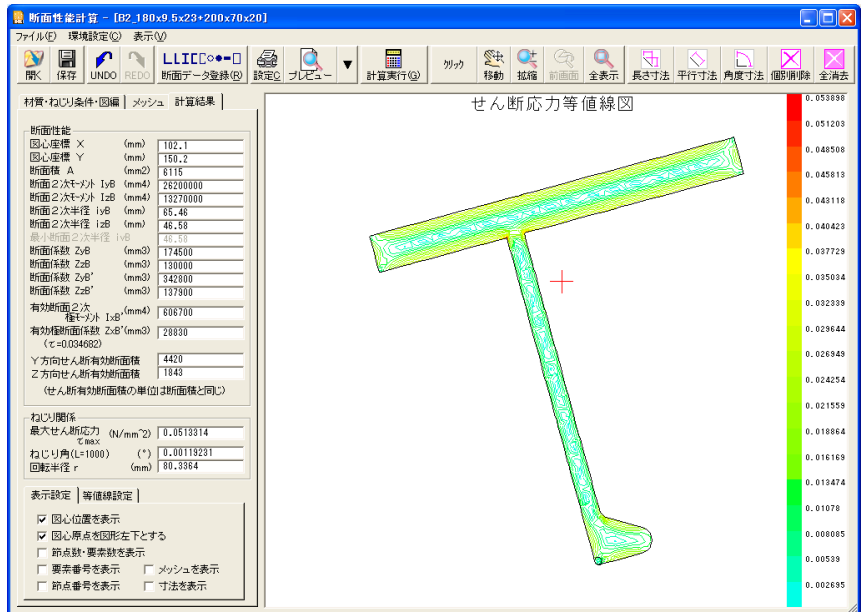 断面性能計算 - [B2_180x9.5x23+200x70x20]
ファイル(F) 環境設定(C) 表示(V)
開く 保存 UNDO REDO 断面データ登録(R) 設定C プレビュー 計算実行(G) クリック 移動 拡縮 前画面 全表示 長さ寸法 平行寸法 角度寸法 個別削除 全消去
材質・ねじり条件・図編 メッシュ 計算結果
断面性能
図心座標 X (mm) 102.1
図心座標 Y (mm) 150.2
断面積 A (mm2) 6115
断面2次モーメント IyB (mm4) 26200000
断面2次モーメント IzB (mm4) 13270000
断面2次半径 iyB (mm) 65.46
断面2次半径 izB (mm) 46.58
最小断面2次半径 ivB 46.58
断面係数 ZyB (mm3) 174500
断面係数 ZzB (mm3) 130000
断面係数 ZyB' (mm3) 342800
断面係数 ZzB' (mm3) 137900
有効断面2次
極モーメント IxB' (mm4) 606700
有効極断面係数 ZxB'(mm3) 28830
(τ=0.034682)
Y方向せん断有効断面積 4420
Z方向せん断有効断面積 1843
(せん断有効断面積の単位は断面積と同じ)
ねじり関係
最大せん断応力 τmax (N/mm^2) 0.0513314
ねじり角(L=1000) (°) 0.00119231
回転半径 r (mm) 80.3364
表示設定 等値線設定
図心位置を表示
図心原点を図形左下とする
節点数・要素数を表示
要素番号を表示 メッシュを表示
節点番号を表示 寸法を表示
せん断応力等値線図
0.053898
0.051203
0.048508
0.045813
0.043118
0.040423
0.037729
0.035034
0.032339
0.029644
0.026949
0.024254
0.021559
0.018864
0.016169
0.013474
0.01078
0.008085
0.00539
0.002695